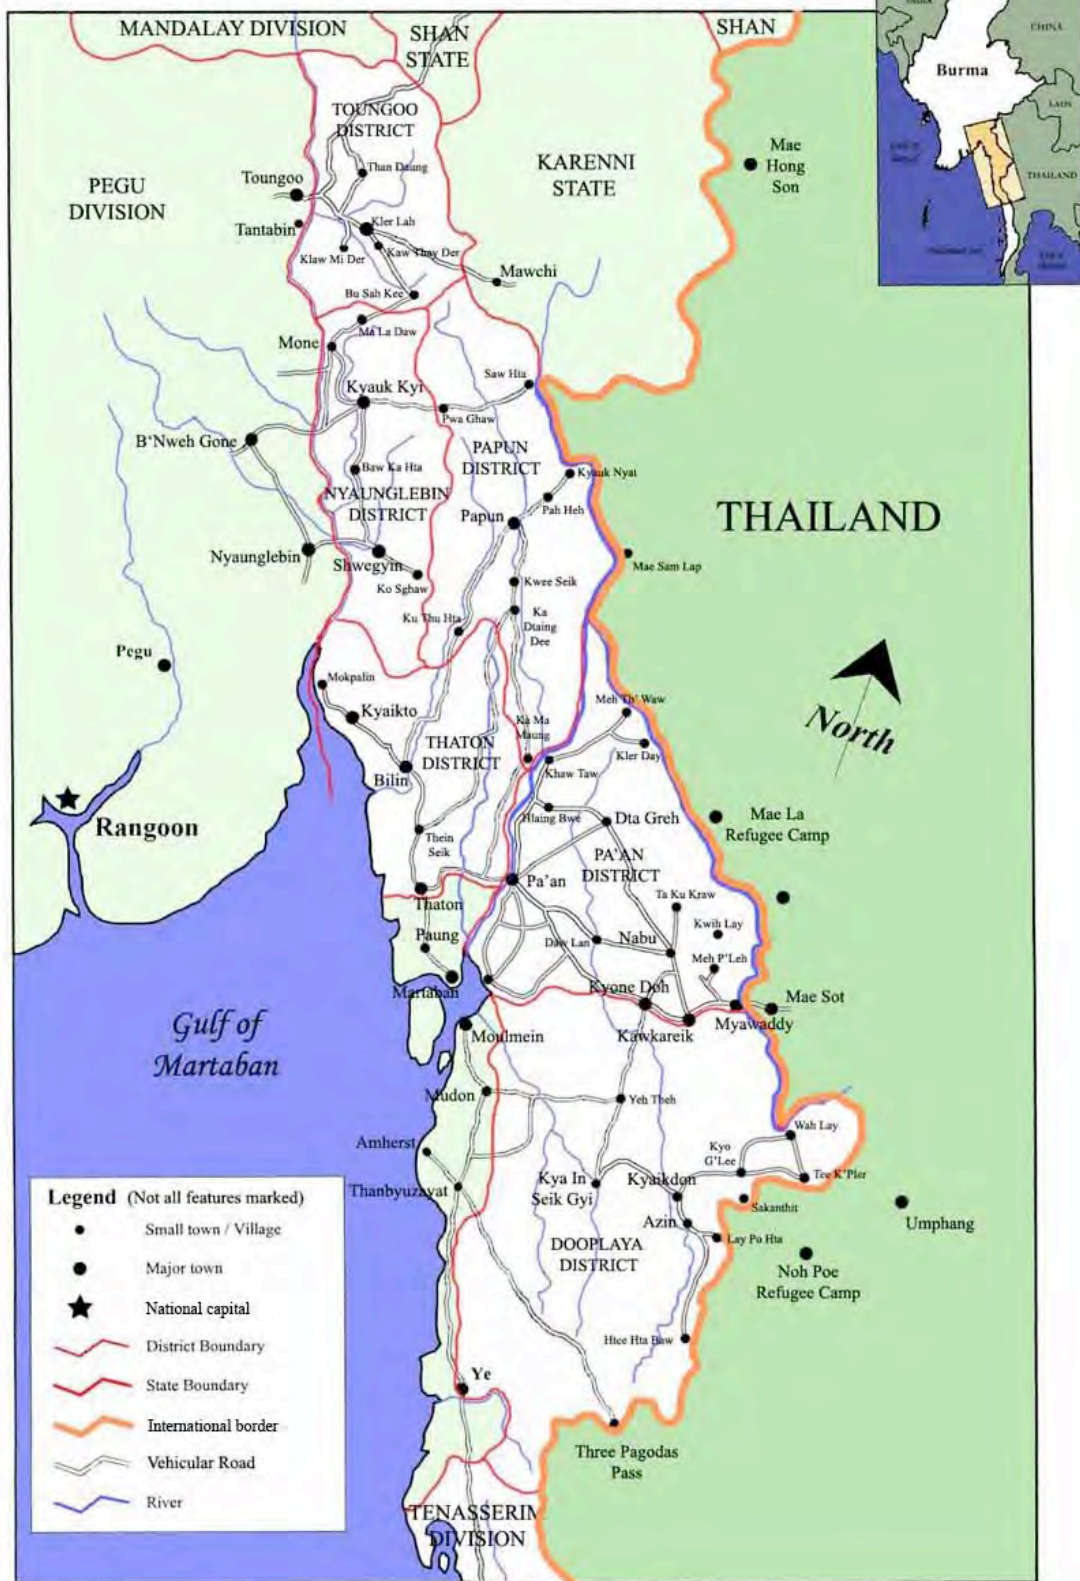 MANDALAY DIVISION
SHAN
STATE
SHAN
CHINA
Burma
LAOS
THAILAND
TOUNGOO
DISTRICT
Than Daung
KARENNI
STATE
Mae
Hong
Son
PEGU
DIVISION
Toungoo
Tantabin
Kler Lah
Klaw Mi Der
Kaw Thay Der
Mawchi
Bu Sah Kee
Ma La Daw
Mone
Saw Hta
Kyauk Kyi
Pwa Ghaw
B'Nweh Gone
PAPUN
DISTRICT
Baw Ka Hta
Kyauk Nyat
NYAUNGLEBIN
DISTRICT
Pah Heh
Papun
THAILAND
Nyaunglebin
Shwegyin
Mae Sam Lap
Ko Sghaw
Kwee Seik
Ku Thu Hta
Ka
Dtaing
Dee
Pegu
Mokpalin
Kyaikto
Meh Th' Waw
North
Ka Ma
Maung
THATON
DISTRICT
Kler Day
Bilin
Khaw Taw
Rangoon
Hlaing Bwe
Dta Greh
Mae La
Refugee Camp
Thein
Seik
PA'AN
DISTRICT
Pa'an
Ta Ku Kraw
Thaton
Kwih Lay
Paung
Daw Lan
Nabu
Meh P'Leh
Martaban
Kyone Doh
Mae Sot
Gulf of
Martaban
Moulmein
Kawkareik
Myawaddy
Mudon
Yeh Theh
Wah Lay
Amherst
Kyo
G'Lee
Thanbyuzayat
Kya In
Seik Gyi
Kyaikdon
Tee K'Pler
Sakanthit
Umphang
Azin
Lay Po Hta
DOOPLAYA
DISTRICT
Noh Poe
Refugee Camp
Htee Hta Baw
Ye
Three Pagodas
Pass
TENASSERIM
DIVISION
Legend (Not all features marked)
Small town / Village
Major town
National capital
District Boundary
State Boundary
International border
Vehicular Road
River